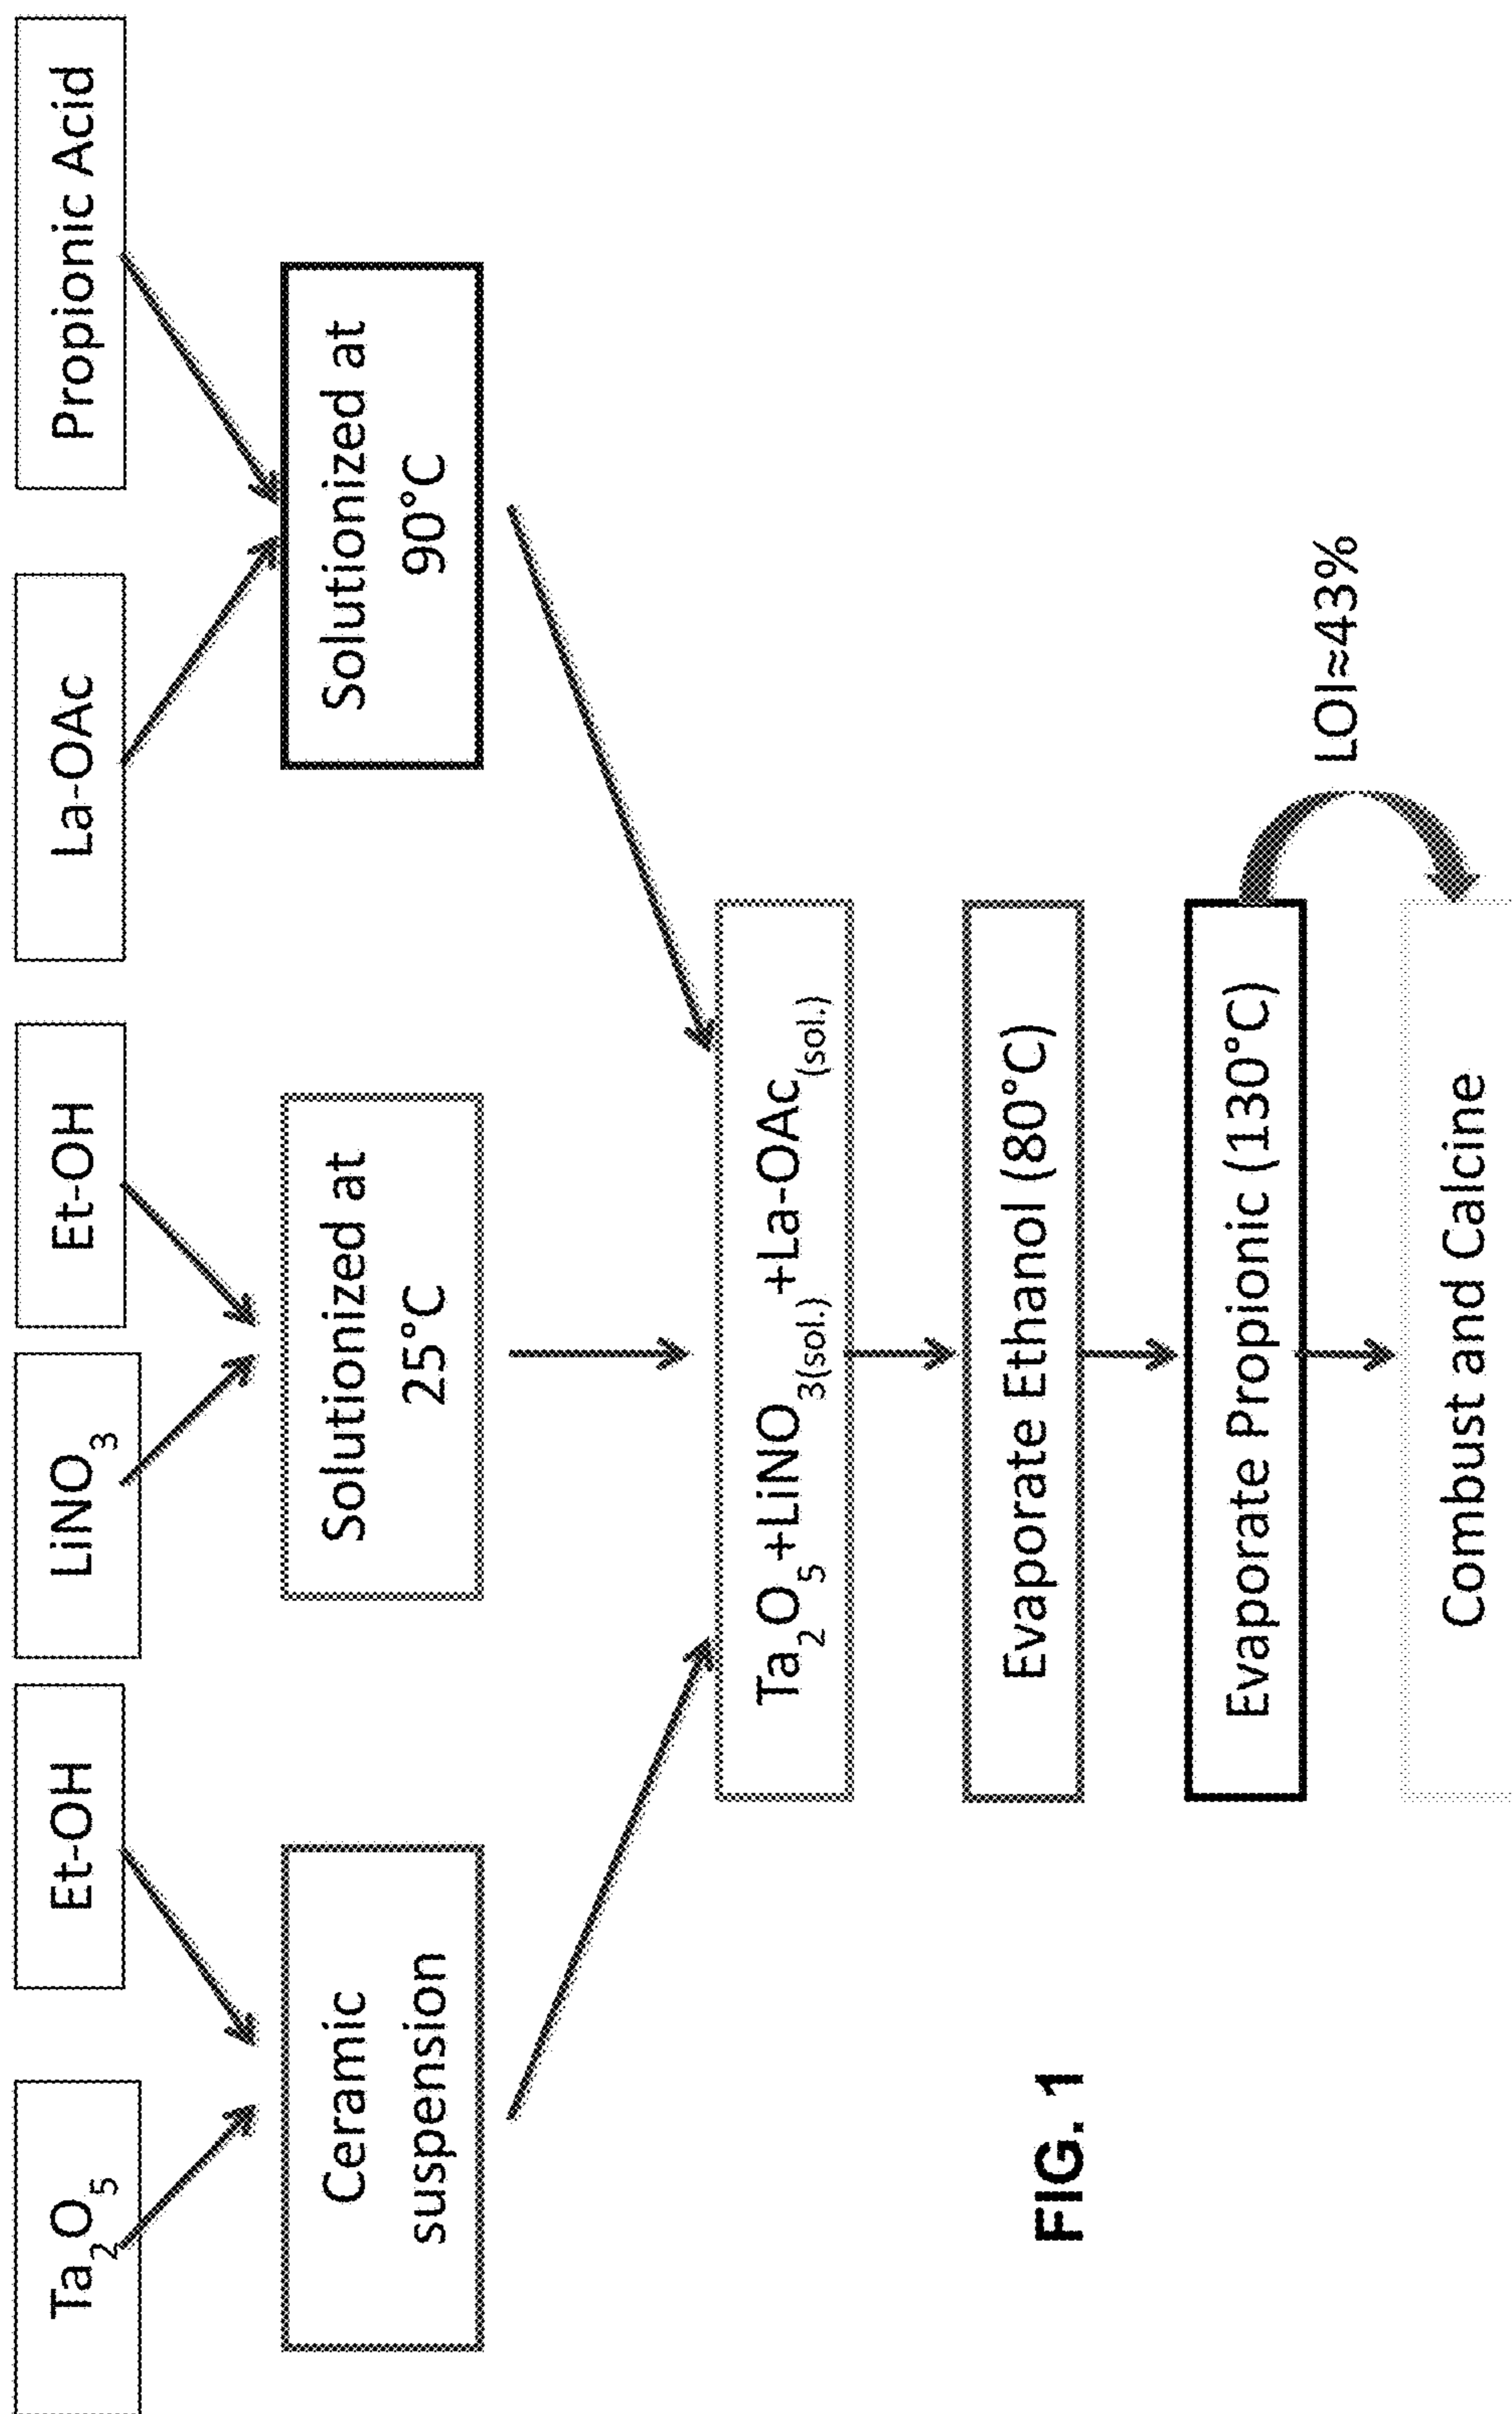 Ta2O5
Et-OH
LiNO3
Et-OH
La-OAc
Propionic Acid
Ceramic
suspension
Solutionized at
25°C
Solutionized at
90°C
Ta2O5+LiNO3(sol.)+La-OAc(sol.)
Evaporate Ethanol (80°C)
Evaporate Propionic (130°C)
LOI≈43%
Combust and Calcine
FIG. 1